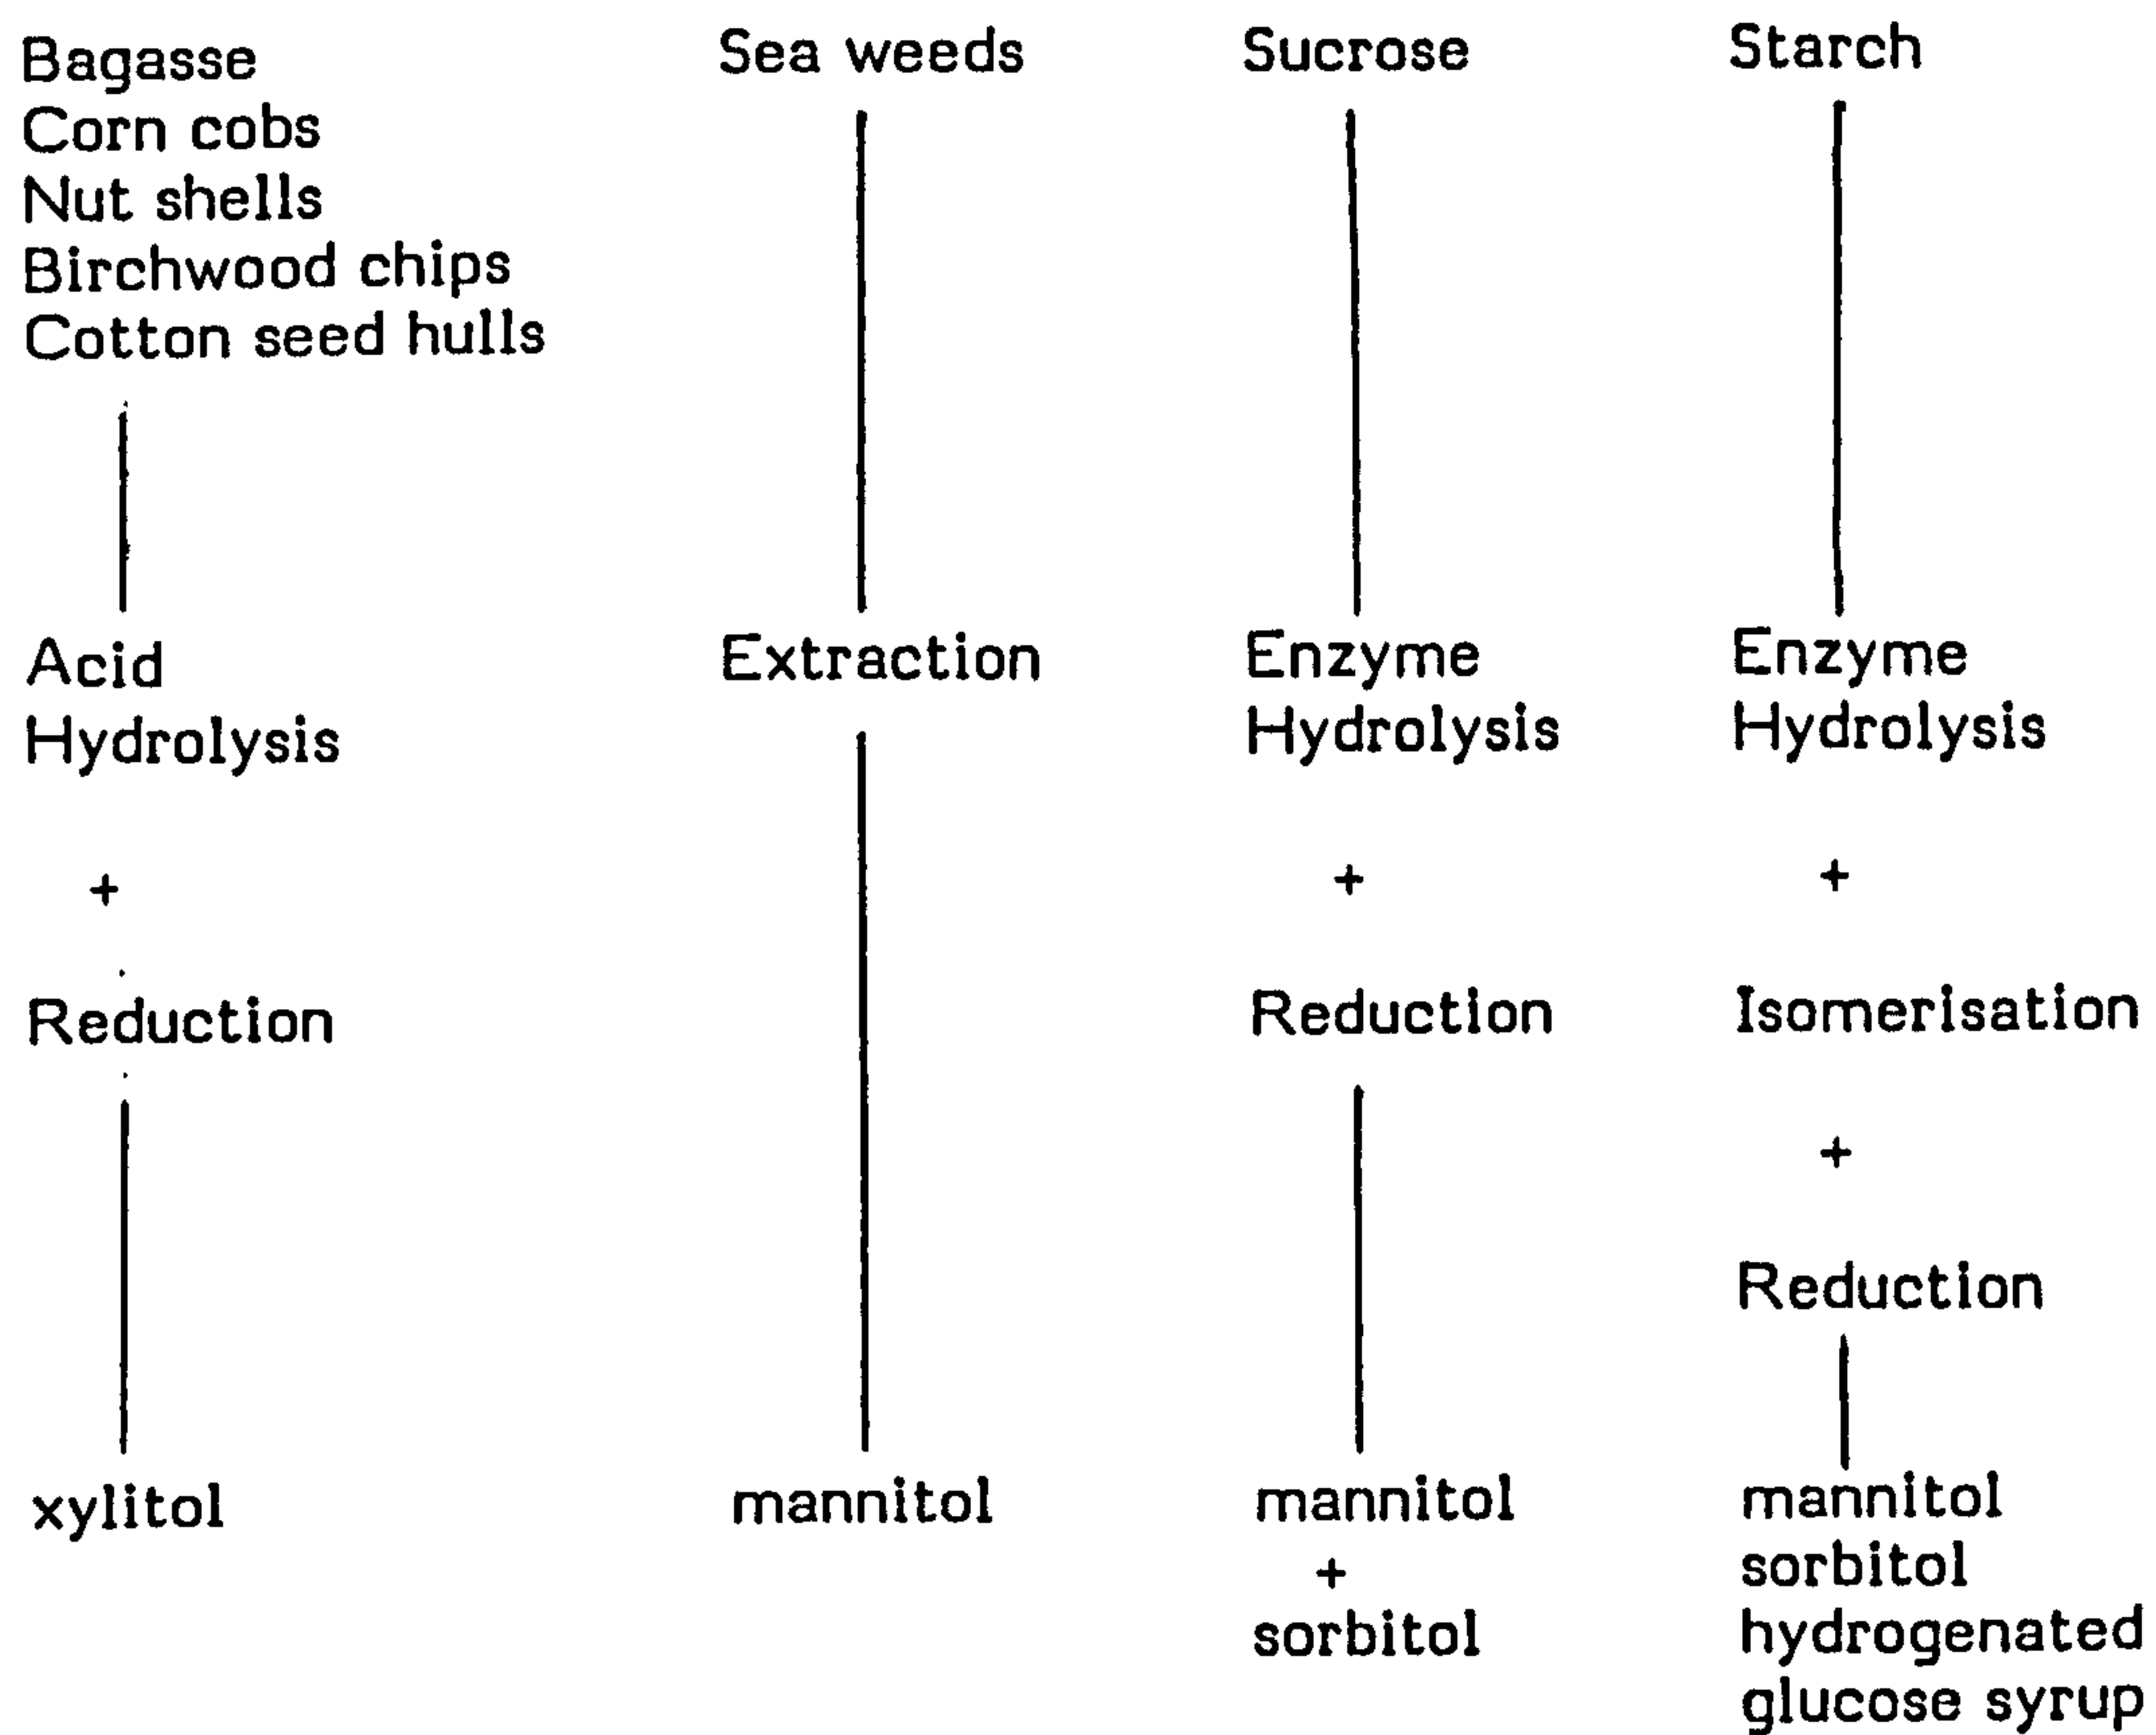 Bagasse
Corn cobs
Nut shells
Birchwood chips
Cotton seed hulls
Acid
Hydrolysis
+
Reduction
xylitol
Sea weeds
Extraction
mannitol
Sucrose
Enzyme
Hydrolysis
+
Reduction
mannitol
+
sorbitol
Starch
Enzyme
Hydrolysis
+
Isomerisation
+
Reduction
mannitol
sorbitol
hydrogenated
glucose syrup